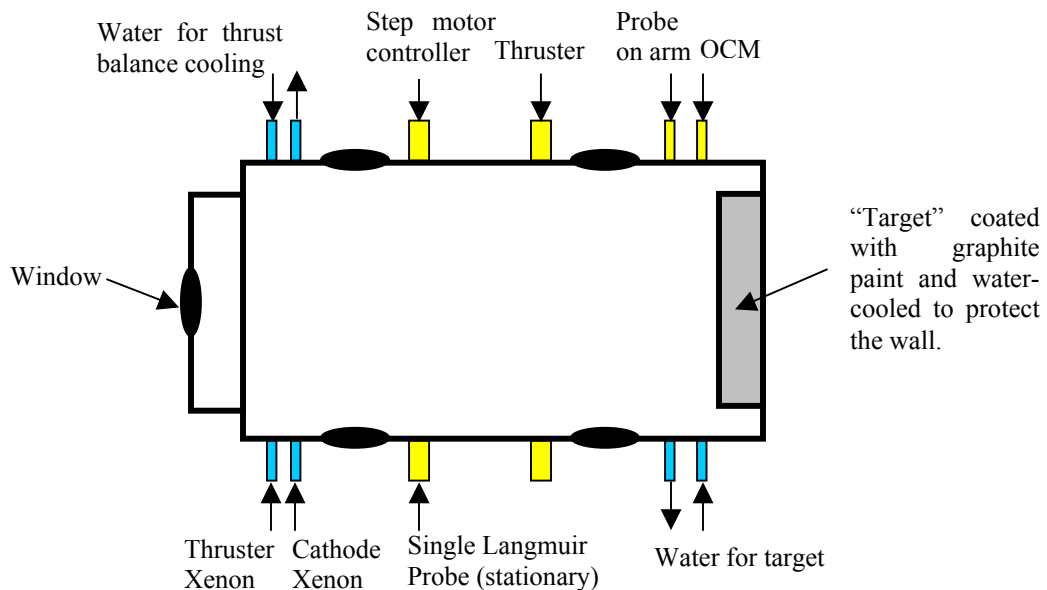 Water for thrust
balance cooling
Step motor
controller
Thruster
Probe
on arm
OCM
Window
“Target” coated
with graphite
paint and water-
cooled to protect
the wall.
Thruster
Xenon
Cathode
Xenon
Single Langmuir
Probe (stationary)
Water for target